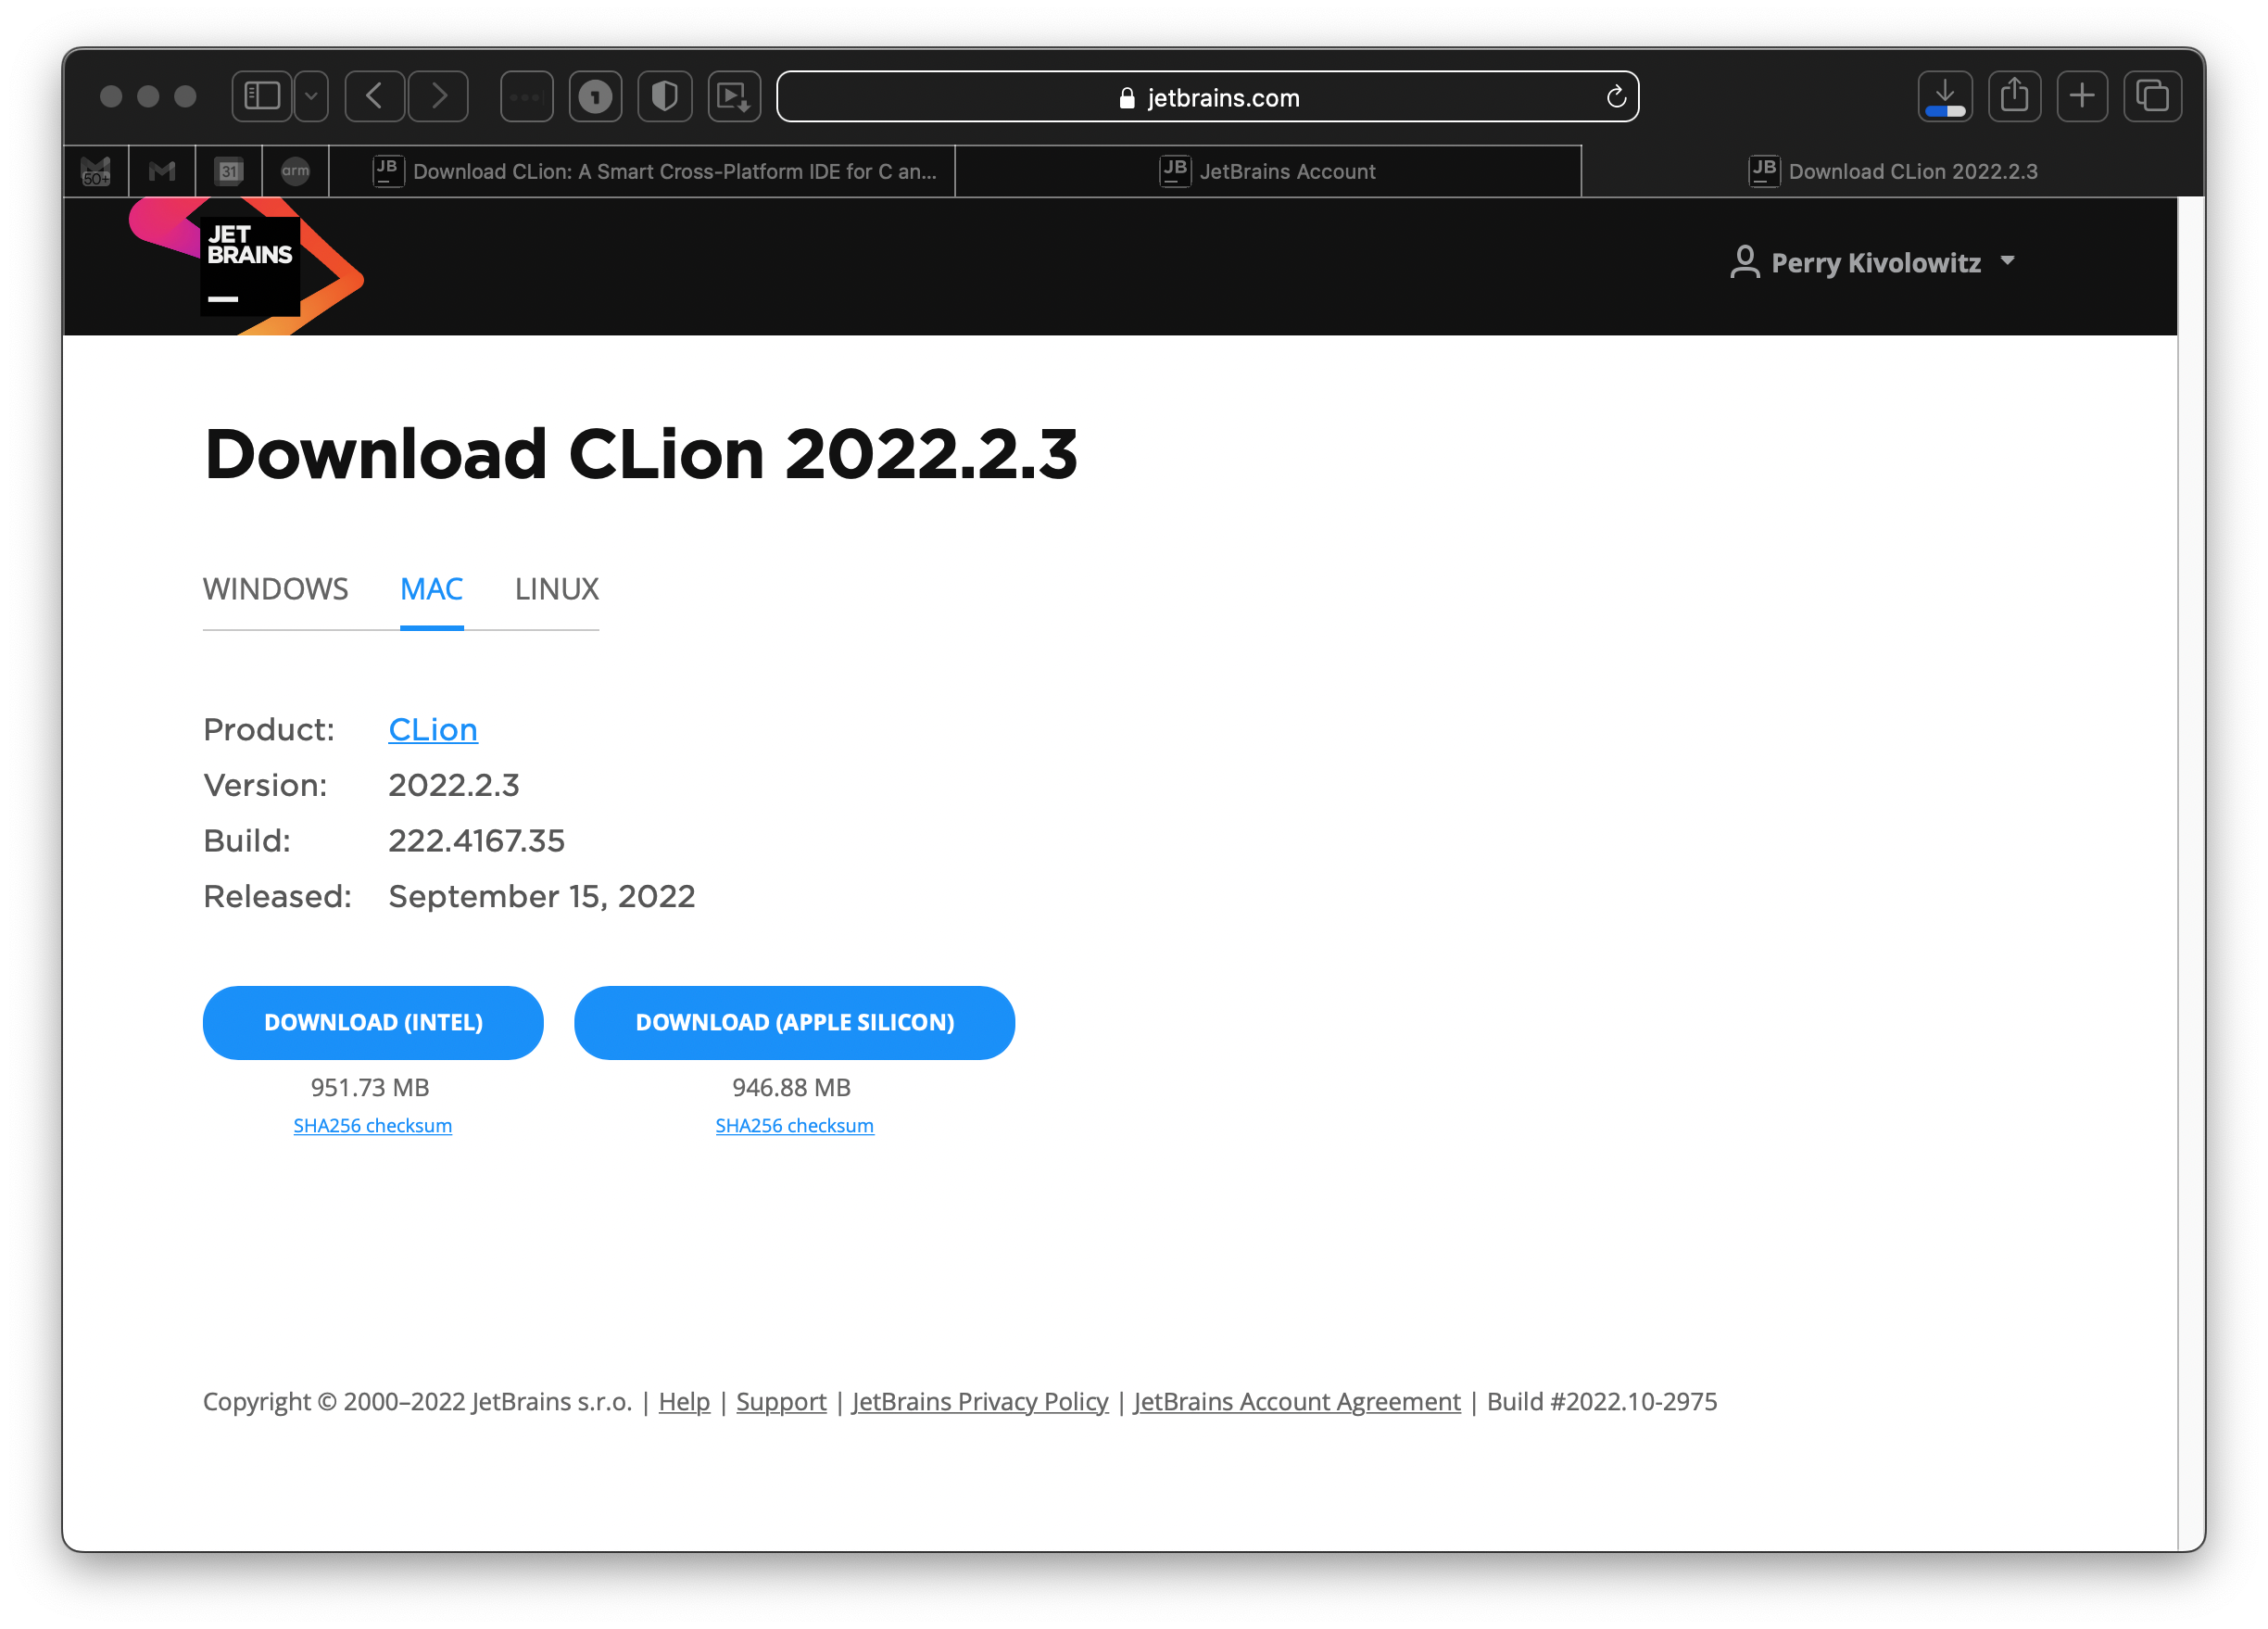 jetbrains.com
50+
31
arm
JB
Download CLion: A Smart Cross-Platform IDE for C an...
JB
JetBrains Account
JB
Download CLion 2022.2.3
JET
BRAINS
Perry Kivolowitz
Download CLion 2022.2.3
WINDOWS MAC LINUX
Product: CLion
Version: 2022.2.3
Build: 222.4167.35
Released: September 15, 2022
DOWNLOAD (INTEL) DOWNLOAD (APPLE SILICON)
951.73 MB 946.88 MB
SHA256 checksum SHA256 checksum
Copyright © 2000–2022 JetBrains s.r.o. | Help | Support | JetBrains Privacy Policy | JetBrains Account Agreement | Build #2022.10-2975